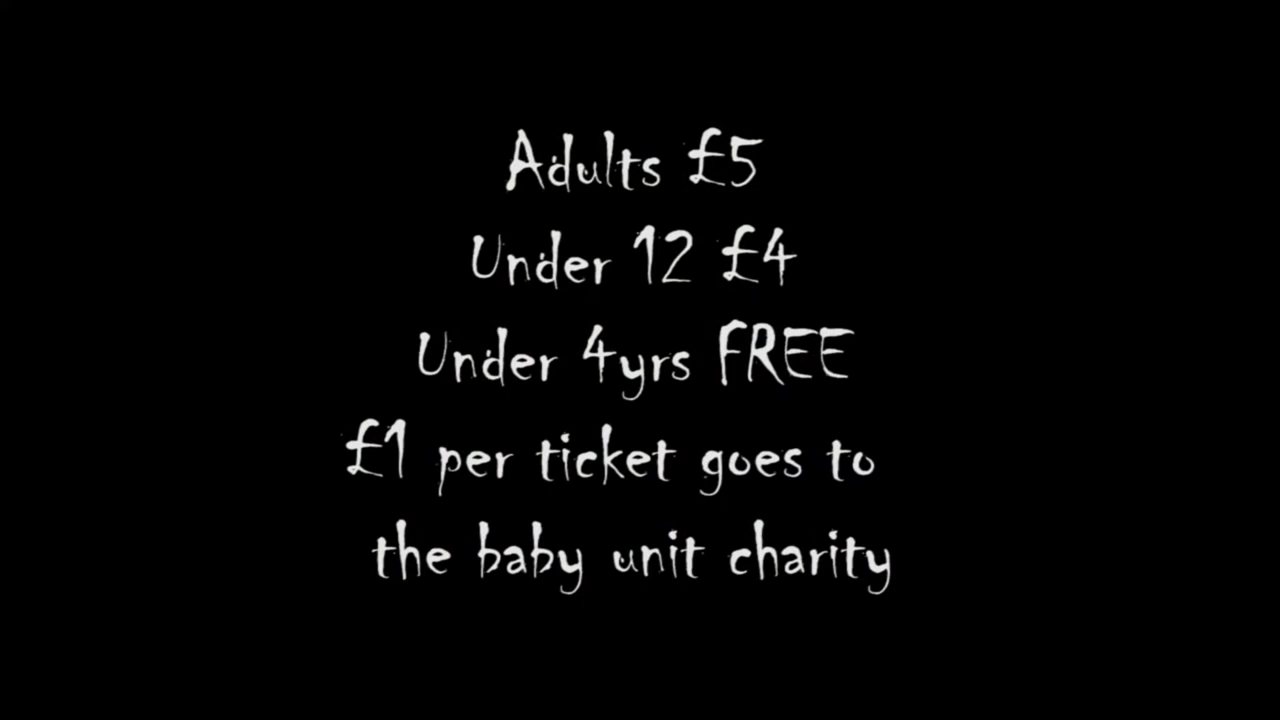 Adults £5
Under 12 £4
Under 4yrs FREE
£1 per ticket goes to
the baby unit charity